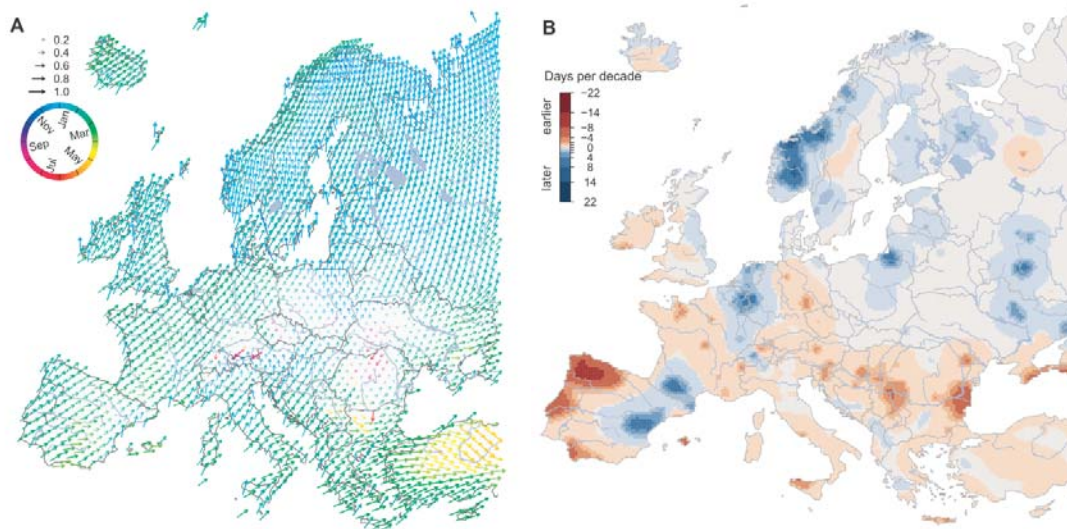 A
0.2
0.4
0.6
0.8
1.0
Jan
Mar
May
Jul
Sep
Nov
B
Days per decade
earlier
later
−22
−14
−8
−4
0
4
8
14
22